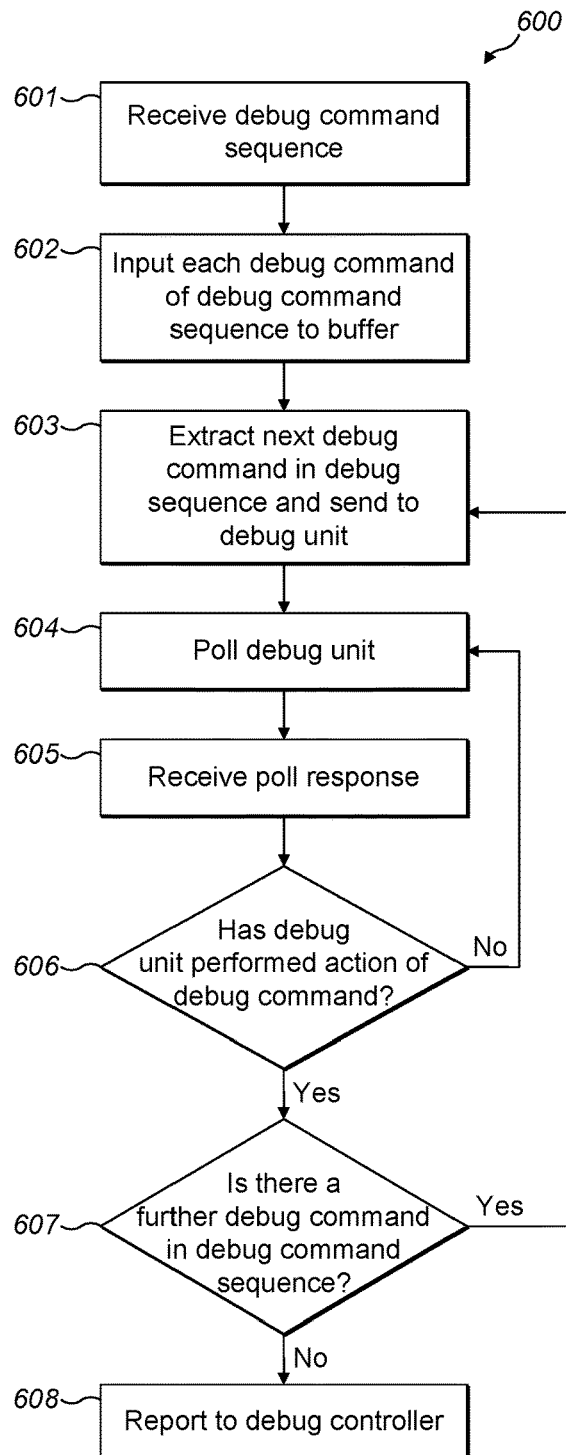 600
601
Receive debug command
sequence
602
Input each debug command
of debug command
sequence to buffer
603
Extract next debug
command in debug
sequence and send to
debug unit
604
Poll debug unit
605
Receive poll response
606
Has debug
unit performed action of
debug command?
No
Yes
607
Is there a
further debug command
in debug command
sequence?
Yes
No
608
Report to debug controller